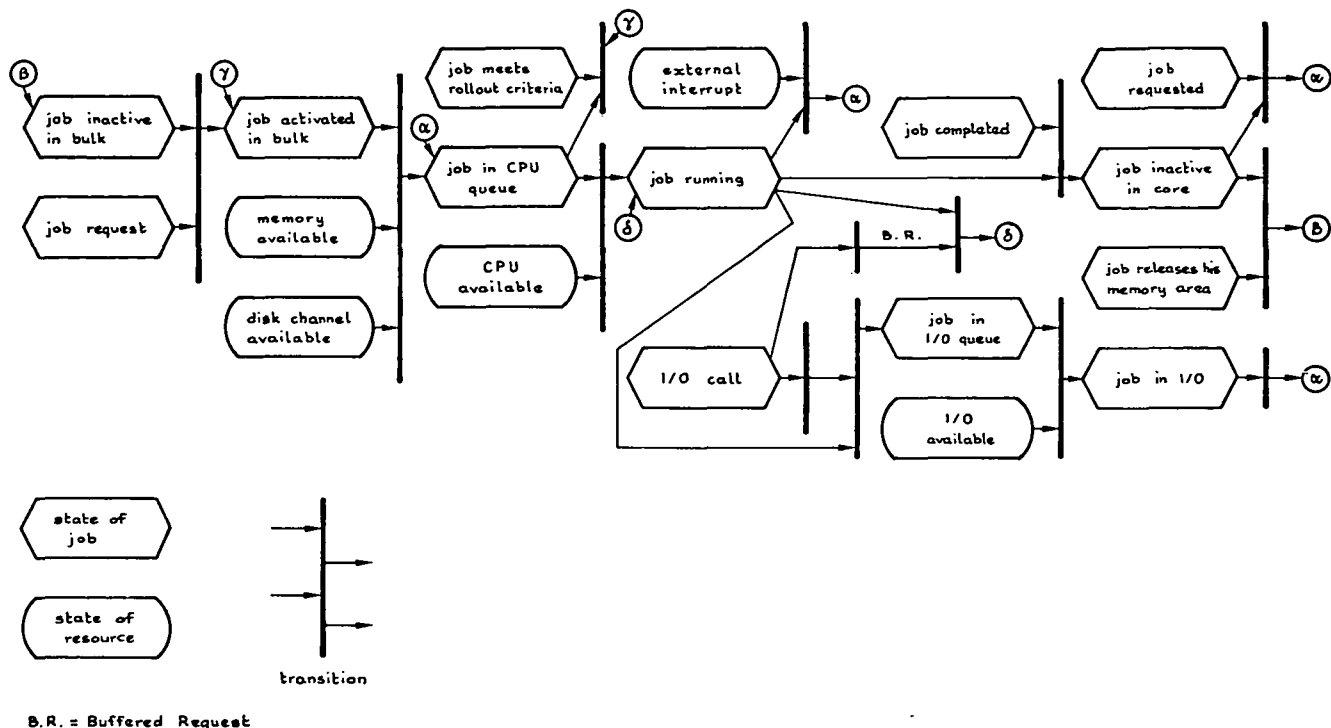 β
job inactive
in bulk
job request
γ
job activated
in bulk
memory
available
disk channel
available
job meets
rollout criteria
γ
α
job in CPU
queue
CPU
available
external
interrupt
α
job running
δ
B.R.
δ
I/O call
job complated
job in
I/O queue
I/O
available
job
requested
α
job inactive
in core
job releases his
memory area
β
job in I/O
α
state of
job
state of
resource
transition
B.R. = Buffered Request